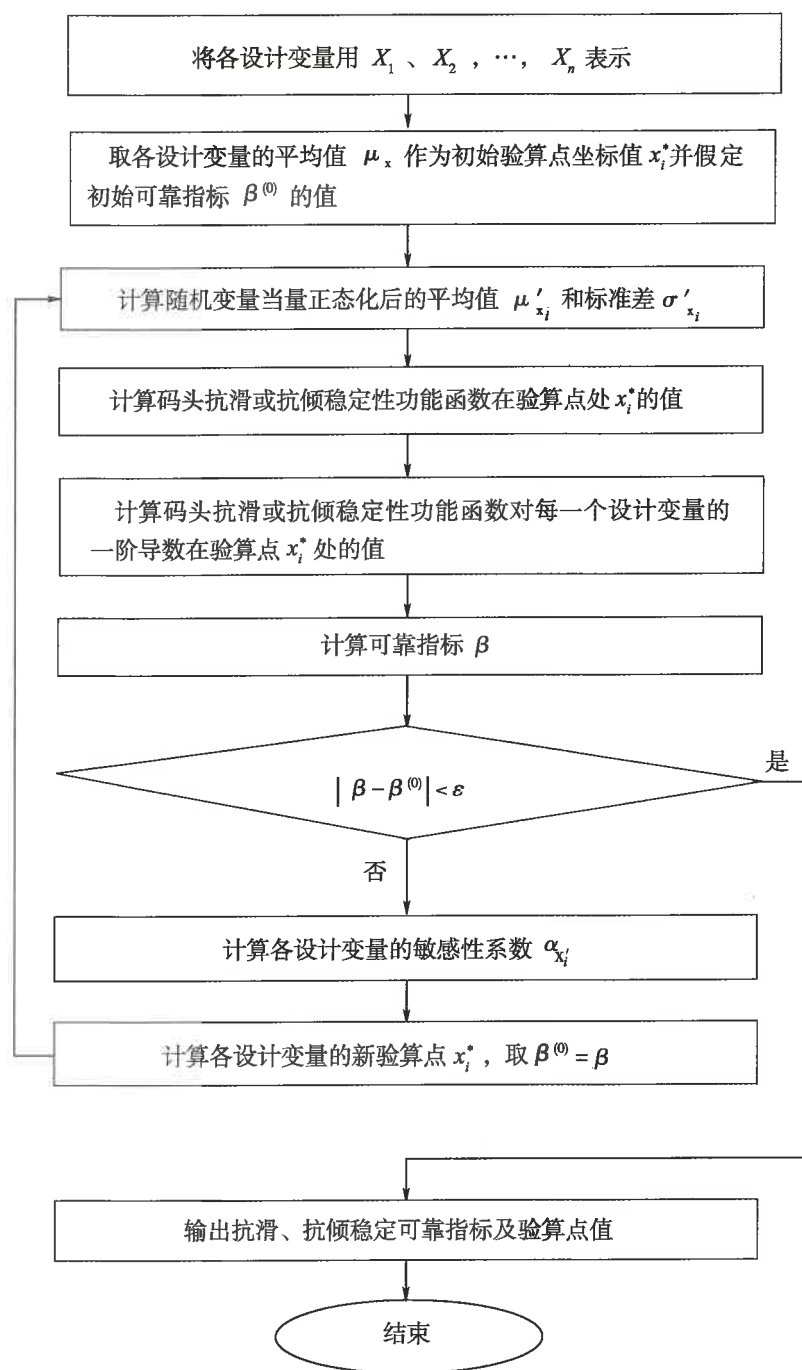 将各设计变量用 X₁ 、 X₂ ，…， Xₙ 表示
取各设计变量的平均值 μₓ 作为初始验算点坐标值 xᵢ*并假定
初始可靠指标 β⁽⁰⁾ 的值
计算随机变量当量正态化后的平均值 μ′ₓᵢ 和标准差 σ′ₓᵢ
计算码头抗滑或抗倾稳定性功能函数在验算点处 xᵢ*的值
计算码头抗滑或抗倾稳定性功能函数对每一个设计变量的
一阶导数在验算点 xᵢ* 处的值
计算可靠指标 β
是
| β－β⁽⁰⁾|＜ε
否
计算各设计变量的敏感性系数 α_{X′ᵢ}
计算各设计变量的新验算点 xᵢ* ，取 β⁽⁰⁾＝β
输出抗滑、抗倾稳定可靠指标及验算点值
结束